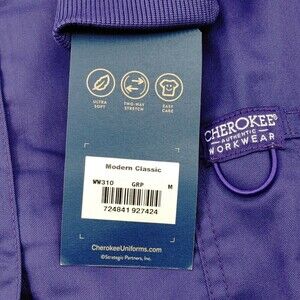 ULTRA
SOFT
TWO-WAY
STRETCH
EASY
CARE
Modern Classic
WW310 GRP M
724841 927424
CherokeeUniforms.com™
©Strategic Partners, Inc.
CHEROKEE®
AUTHENTIC
WORKWEAR